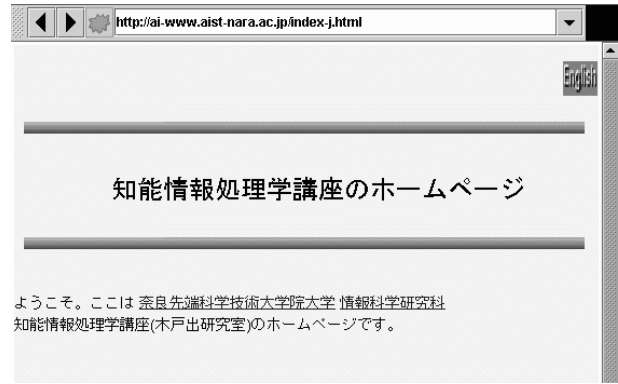 http://ai-www.aist-nara.ac.jp/index-j.html
English
知能情報処理学講座のホームページ
ようこそ。ここは 奈良先端科学技術大学院大学 情報科学研究科
知能情報処理学講座(木戸出研究室)のホームページです。